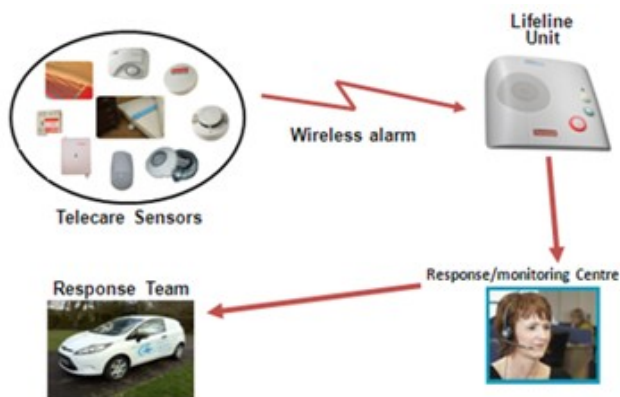 Lifeline
Unit
Wireless alarm
Telecare Sensors
Response/monitoring Centre
Response Team